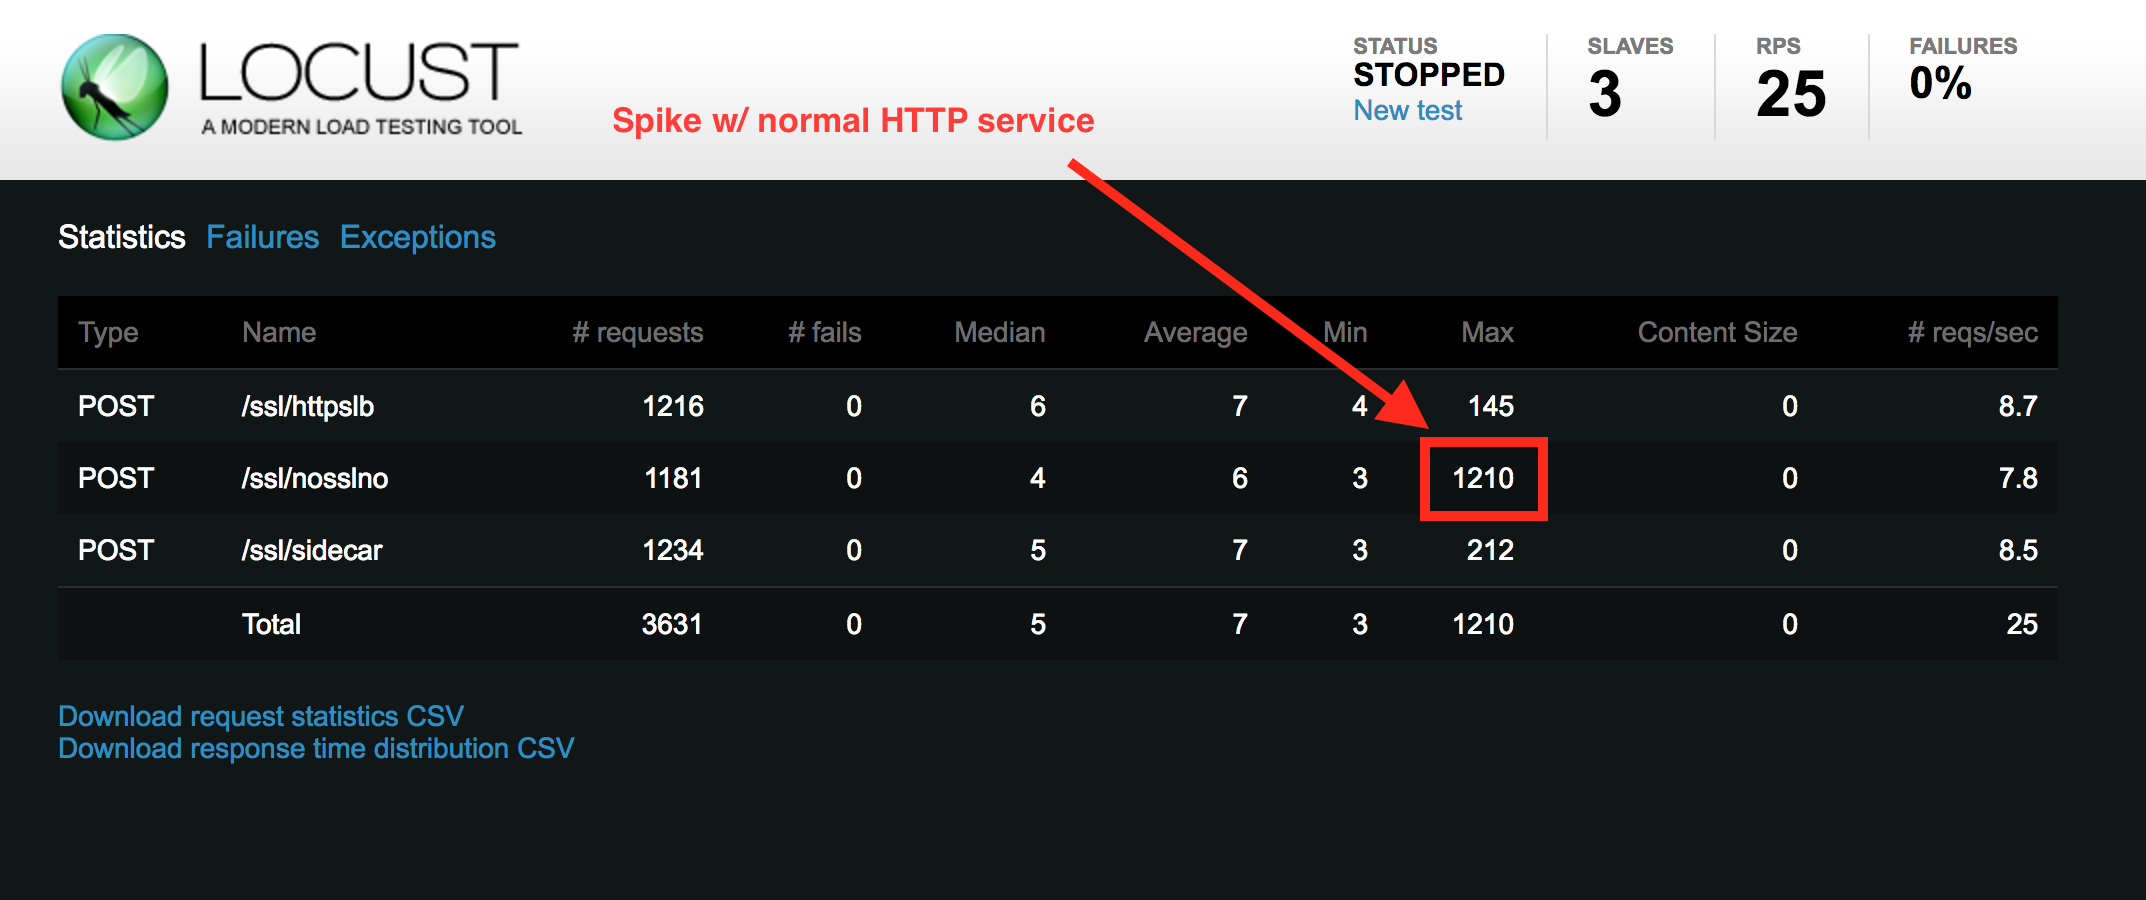 LOCUST
A MODERN LOAD TESTING TOOL
Spike w/ normal HTTP service
STATUS
STOPPED
New test
SLAVES
3
RPS
25
FAILURES
0%
Statistics Failures Exceptions
Type Name # requests # fails Median Average Min Max Content Size # reqs/sec
POST /ssl/httpslb 1216 0 6 7 4 145 0 8.7
POST /ssl/nosslno 1181 0 4 6 3 1210 0 7.8
POST /ssl/sidecar 1234 0 5 7 3 212 0 8.5
Total 3631 0 5 7 3 1210 0 25
Download request statistics CSV
Download response time distribution CSV